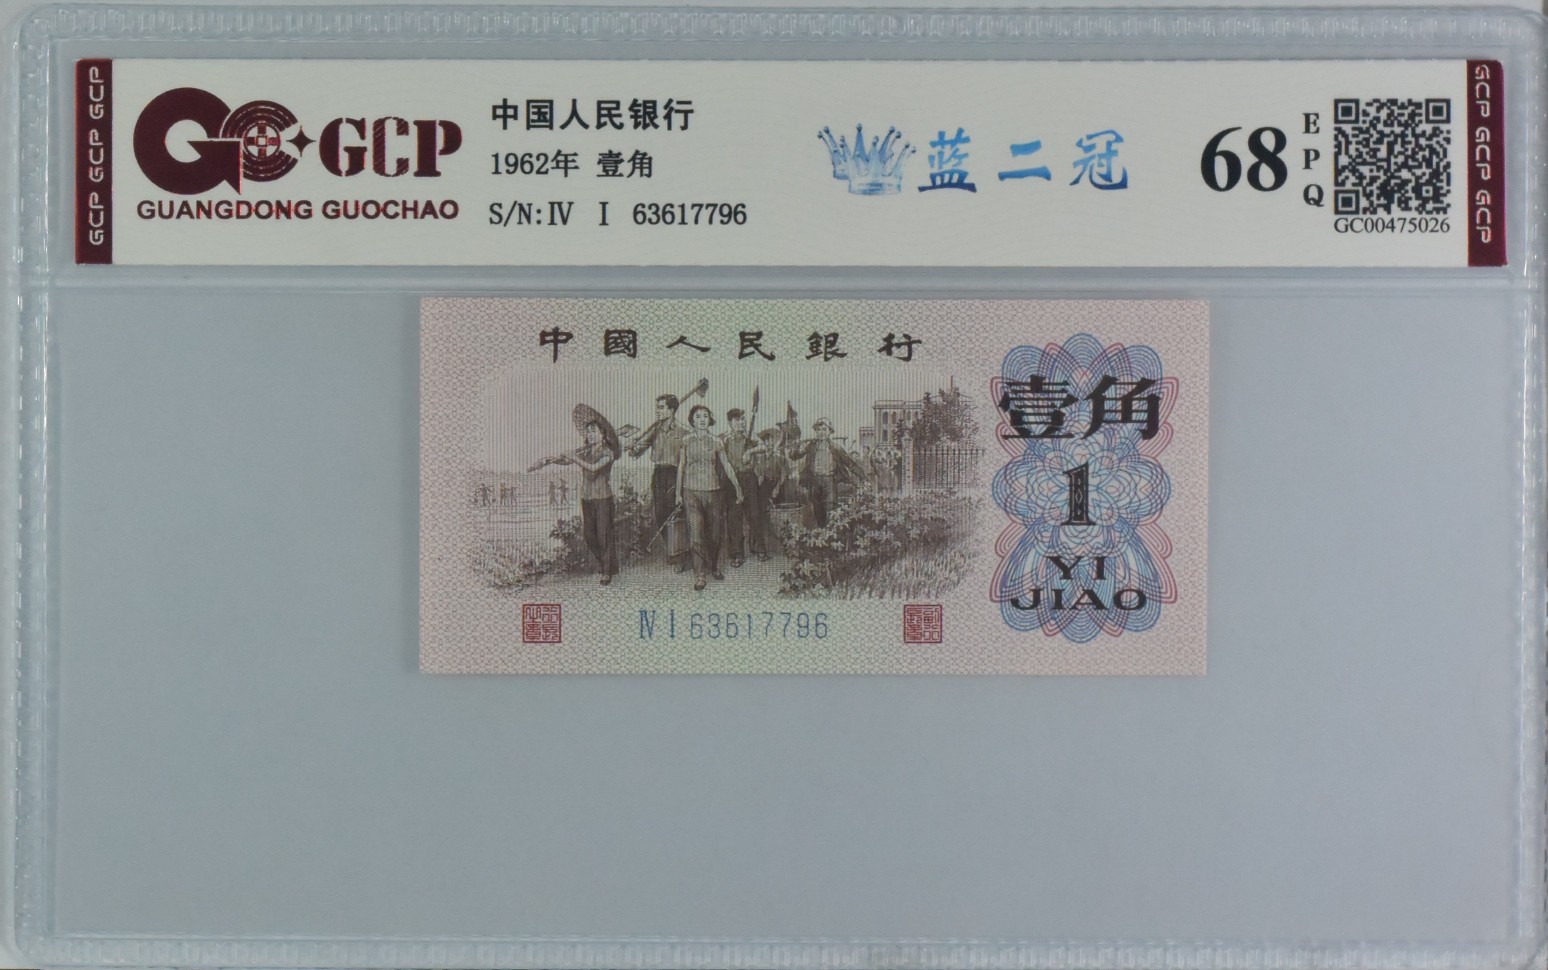 GCP GCP GCP
GCP
GUANGDONG GUOCHAO
中国人民银行
1962年 壹角
S/N:Ⅳ Ⅰ 63617796
蓝二冠
68
EPQ
GC00475026
GCP GCP GCP
中國人民銀行
壹角
1
YI
JIAO
Ⅳ Ⅰ 63617796